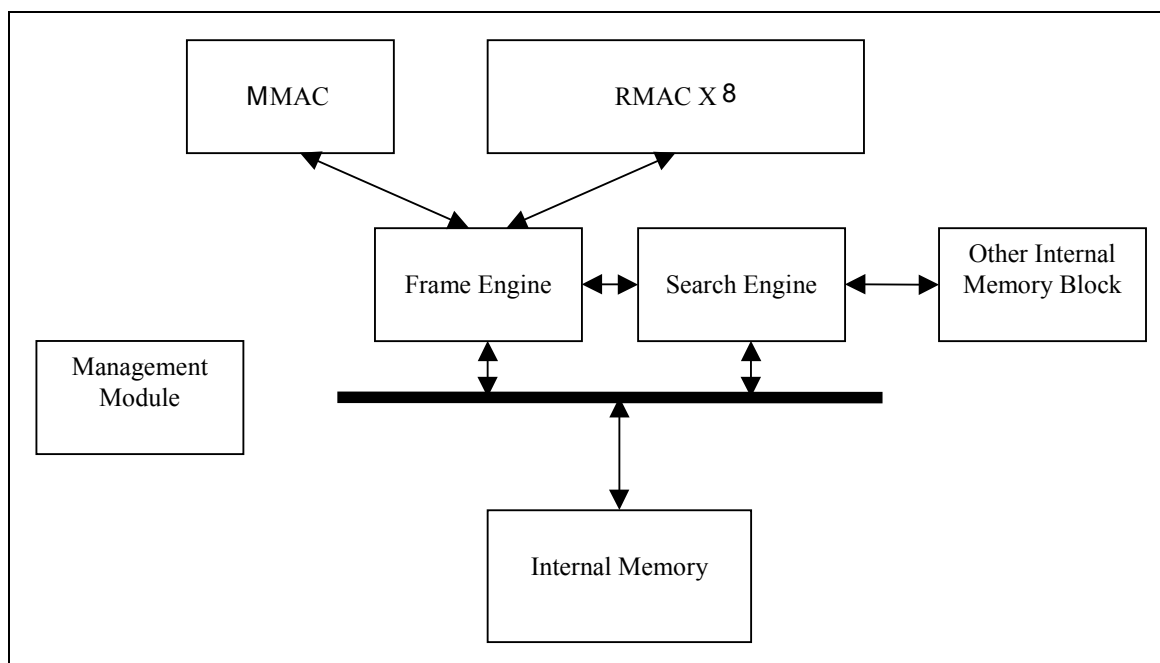 MMAC
RMAC X 8
Frame Engine
Search Engine
Other Internal
Memory Block
Management
Module
Internal Memory